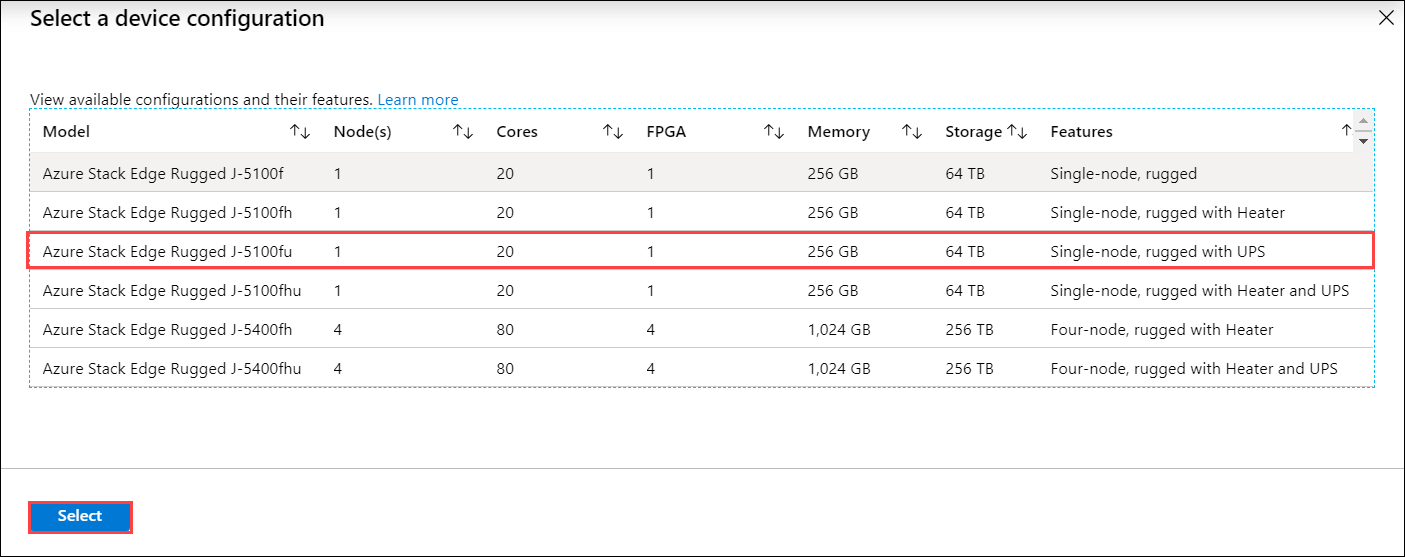 Select a device configuration
View available configurations and their features. Learn more
Model Node(s) Cores FPGA Memory Storage Features
Azure Stack Edge Rugged J-5100f 1 20 1 256 GB 64 TB Single-node, rugged
Azure Stack Edge Rugged J-5100fh 1 20 1 256 GB 64 TB Single-node, rugged with Heater
Azure Stack Edge Rugged J-5100fu 1 20 1 256 GB 64 TB Single-node, rugged with UPS
Azure Stack Edge Rugged J-5100fhu 1 20 1 256 GB 64 TB Single-node, rugged with Heater and UPS
Azure Stack Edge Rugged J-5400fh 4 80 4 1,024 GB 256 TB Four-node, rugged with Heater
Azure Stack Edge Rugged J-5400fhu 4 80 4 1,024 GB 256 TB Four-node, rugged with Heater and UPS
Select